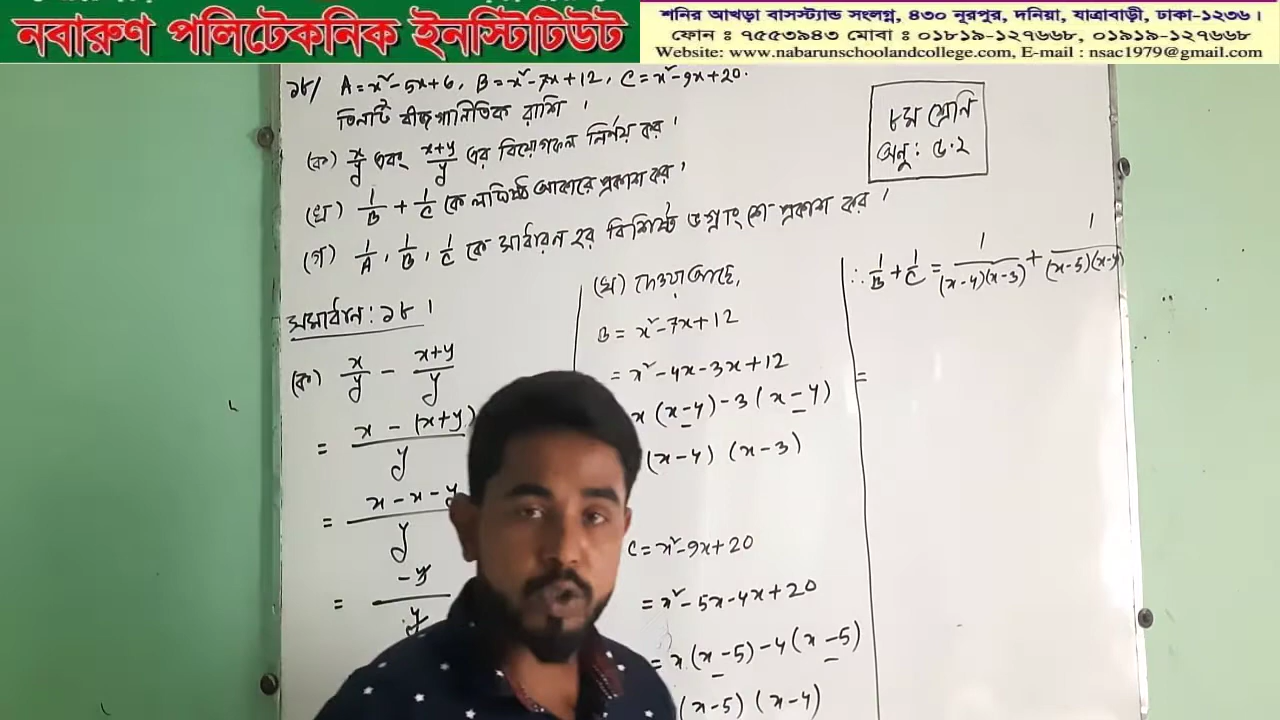 নবারুণ পলিটেকনিক ইনস্টিটিউট
শনির আখড়া বাসস্ট্যান্ড সংলগ্ন, ৪৩০ নূরপুর, দনিয়া, যাত্রাবাড়ী, ঢাকা-১২৩৬।
ফোন ঃ ৭৫৫৩৯৪৩ মোবা ঃ ০১৮১৯-১২৭৬৬৮, ০১৯১৯-১২৭৬৬৮
Website: www.nabarunschoolandcollege.com, E-mail : nsac1979@gmail.com
১৮/ A = x²-5x+6, B = x²-7x+12, C = x²-9x+20.
তিনটি বীজগানিতিক রাশি।
(ক) x/y এবং x+y/y এর বিয়োগফল নির্ণয় কর।
(খ) 1/B + 1/C কে লঘিষ্ঠ আকারে প্রকাশ কর।
(গ) 1/A, 1/B, 1/C কে সাধারন হর বিশিষ্ট ভগ্নাংশে প্রকাশ কর।
৮ম শ্রেনি
অনু: ৫.২
সমাধান: ১৮।
(ক) x/y - x+y/y
= x - (x+y)/y
= x-x-y/y
= -y/y
(খ) দেওয়া আছে,
B = x²-7x+12
= x²-4x-3x+12
x(x-4)-3(x-4)
(x-4)(x-3)
C = x²-9x+20
= x²-5x-4x+20
= x(x-5)-4(x-5)
(x-5)(x-4)
∴ 1/B + 1/C = 1/(x-4)(x-3) + 1/(x-5)(x-4)
=